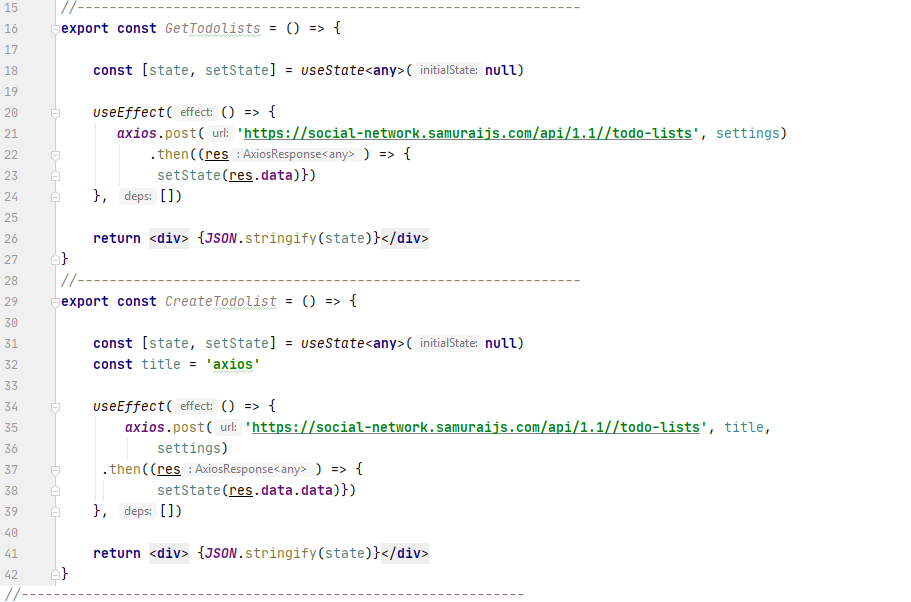 15 //---------------------------------------------------------------
16 export const GetTodolists = () => {
17
18 const [state, setState] = useState<any>( initialState: null)
19
20 useEffect( effect: () => {
21 axios.post( url: 'https://social-network.samuraijs.com/api/1.1//todo-lists', settings)
22 .then((res : AxiosResponse<any> ) => {
23 setState(res.data)})
24 }, deps: [])
25
26 return <div> {JSON.stringify(state)}</div>
27 }
28 //---------------------------------------------------------------
29 export const CreateTodolist = () => {
30
31 const [state, setState] = useState<any>( initialState: null)
32 const title = 'axios'
33
34 useEffect( effect: () => {
35 axios.post( url: 'https://social-network.samuraijs.com/api/1.1//todo-lists', title,
36 settings)
37 .then((res : AxiosResponse<any> ) => {
38 setState(res.data.data)})
39 }, deps: [])
40
41 return <div> {JSON.stringify(state)}</div>
42 }
//---------------------------------------------------------------